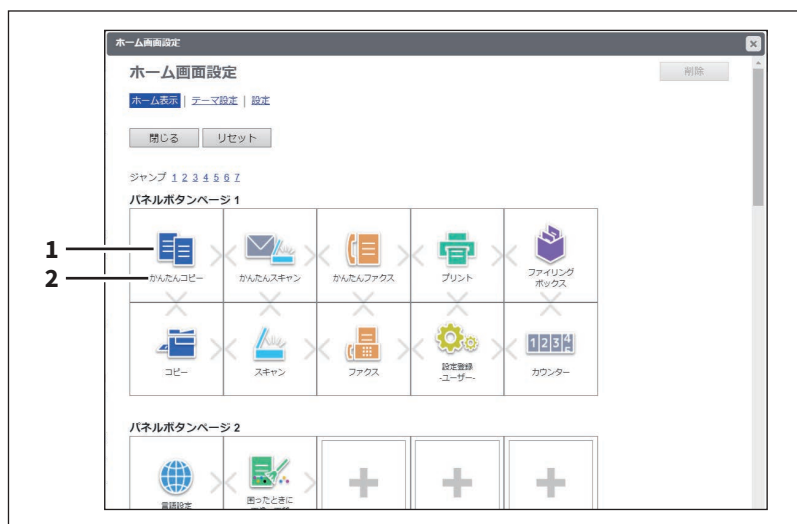 ホーム画面設定
ホーム画面設定
削除
ホーム表示 | テーマ設定 | 設定
閉じる リセット
ジャンプ 1 2 3 4 5 6 7
パネルボタンページ 1
1
2
かんたんコピー かんたんスキャン かんたんファクス プリント ファイリング
ボックス
コピー スキャン ファクス 設定登録
-ユーザー- カウンター
1234
パネルボタンページ 2
言語設定 困ったときに